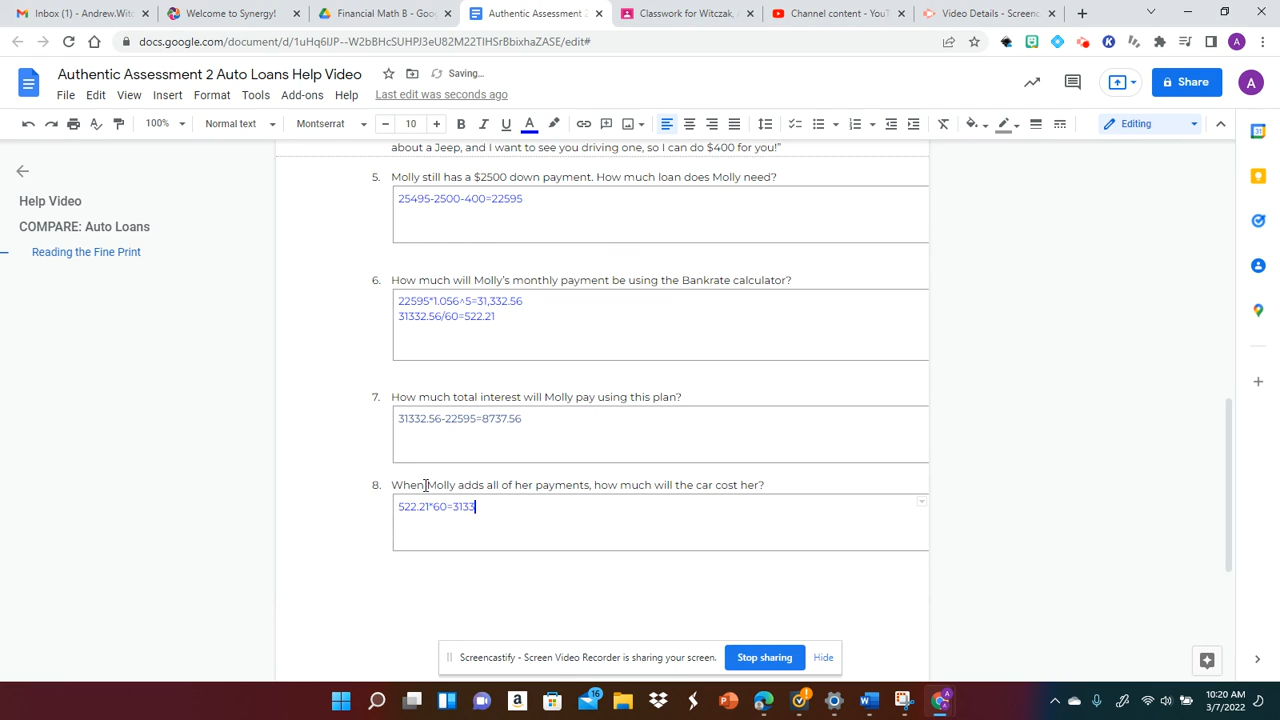 Inbox (1) - Andrew.Wit
Welcome to Synergy!
Financial Math B - Goo
Authentic Assessment 2
Classwork for Witczak,
Channel content - You
Video Details - Screenc
docs.google.com/document/d/1uHq6lJP--W2bBHcSUHPJ3eU82M22TIHSrBbixhaZASE/edit#
Authentic Assessment 2 Auto Loans Help Video
Saving...
File Edit View Insert Format Tools Add-ons Help Last edit was seconds ago
Share
100% Normal text Montserrat 10 Editing
Help Video
COMPARE: Auto Loans
Reading the Fine Print
about a Jeep, and I want to see you driving one, so I can do $400 for you!”
5. Molly still has a $2500 down payment. How much loan does Molly need?
25495-2500-400=22595
6. How much will Molly’s monthly payment be using the Bankrate calculator?
22595*1.056^5=31,332.56
31332.56/60=522.21
7. How much total interest will Molly pay using this plan?
31332.56-22595=8737.56
8. When Molly adds all of her payments, how much will the car cost her?
522.21*60=3133
Screencastify - Screen Video Recorder is sharing your screen. Stop sharing Hide
16
10:20 AM
3/7/2022